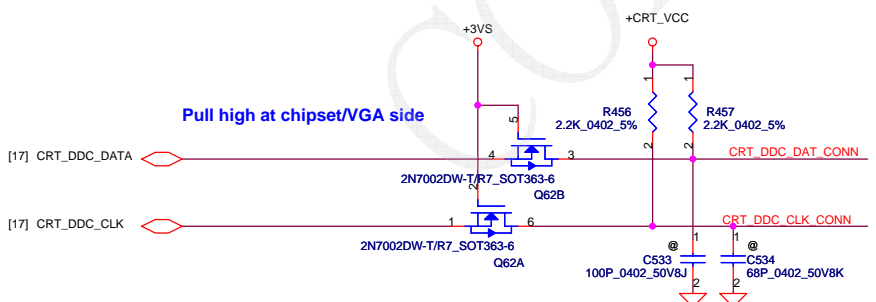 +3VS
+CRT_VCC
1
1
R456
2.2K_0402_5%
R457
2.2K_0402_5%
Pull high at chipset/VGA side
5
2
2
[17] CRT_DDC_DATA
4
3
CRT_DDC_DAT_CONN
2N7002DW-T/R7_SOT363-6
Q62B
2
[17] CRT_DDC_CLK
1
6
CRT_DDC_CLK_CONN
2N7002DW-T/R7_SOT363-6
Q62A
1
@
C533
100P_0402_50V8J
2
1
@
C534
68P_0402_50V8K
2